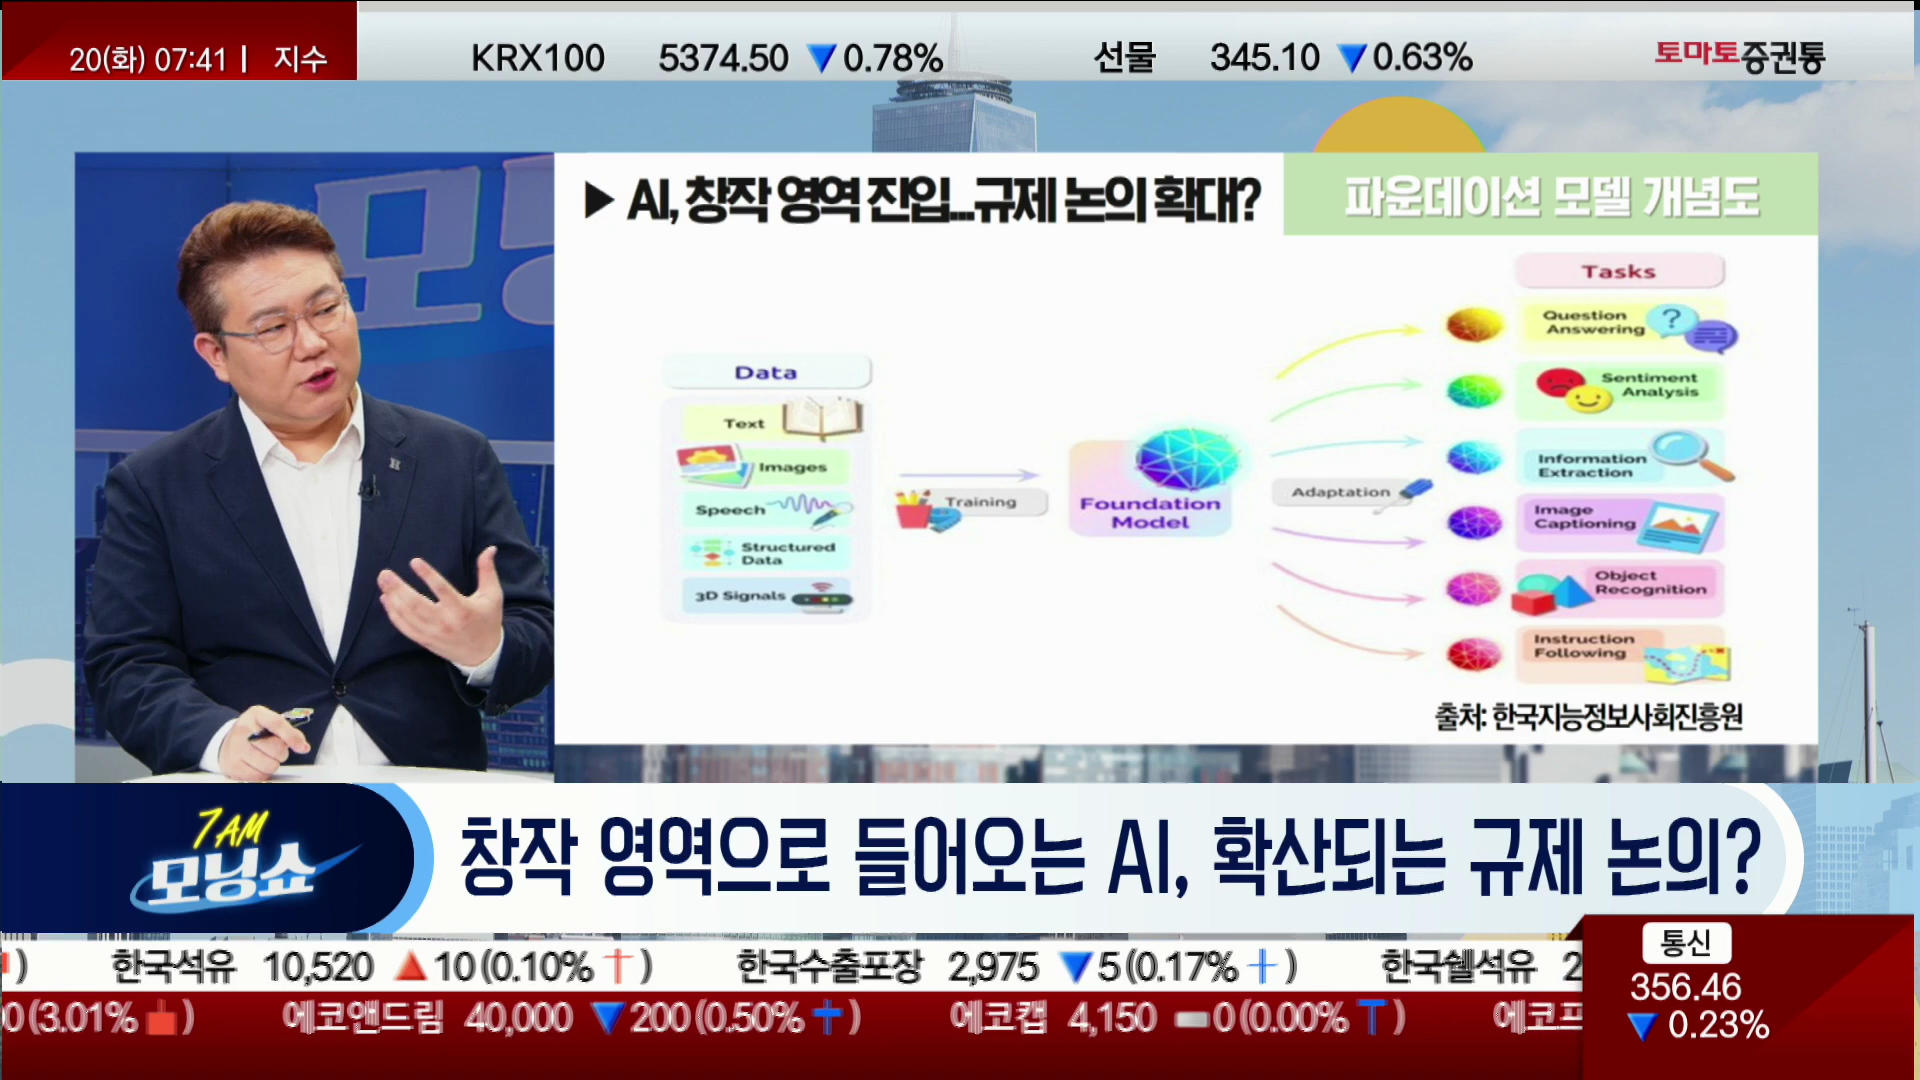 20(화) 07:41 | 지수
KRX100 5374.50 ▼0.78%
선물 345.10 ▼0.63%
토마토증권통
▶ AI, 창작 영역 진입...규제 논의 확대?
파운데이션 모델 개념도
Data
Text
Images
Speech
Structured
Data
3D Signals
Training
Foundation
Model
Adaptation
Tasks
Question
Answering
Sentiment
Analysis
Information
Extraction
Image
Captioning
Object
Recognition
Instruction
Following
출처: 한국지능정보사회진흥원
7AM
모닝쇼
창작 영역으로 들어오는 AI, 확산되는 규제 논의?
) 한국석유 10,520 ▲10(0.10%) 한국수출포장 2,975 ▼5(0.17%) 한국쉘석유 2
0(3.01%) 에코앤드림 40,000 ▼200(0.50%) 에코캡 4,150 0(0.00%) 에코프
통신
356.46
▼ 0.23%